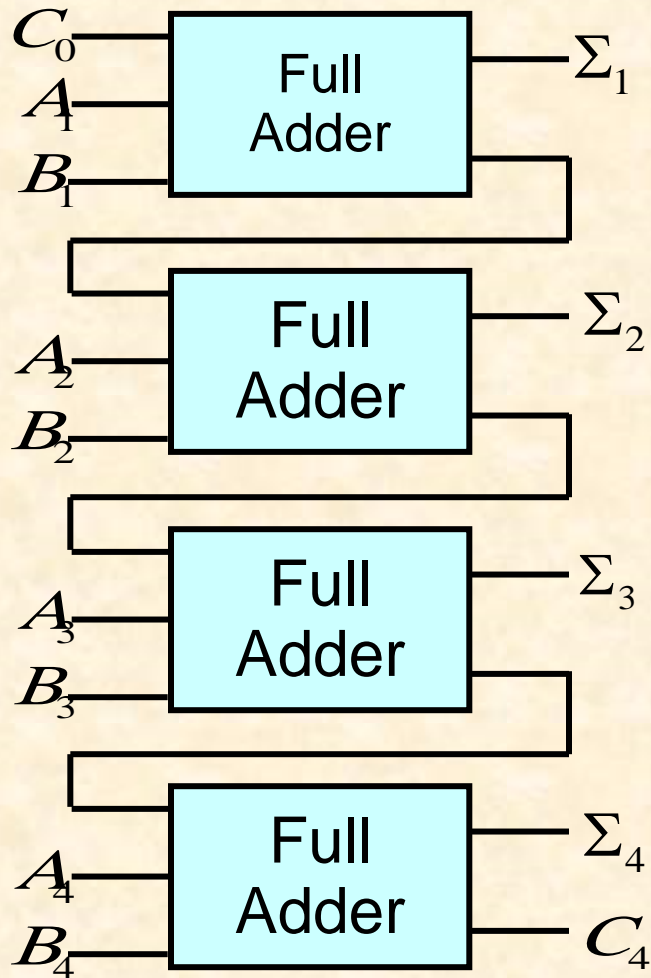 C₀
A₁
B₁
Full
Adder
Σ₁
A₂
B₂
Full
Adder
Σ₂
A₃
B₃
Full
Adder
Σ₃
A₄
B₄
Full
Adder
Σ₄
C₄